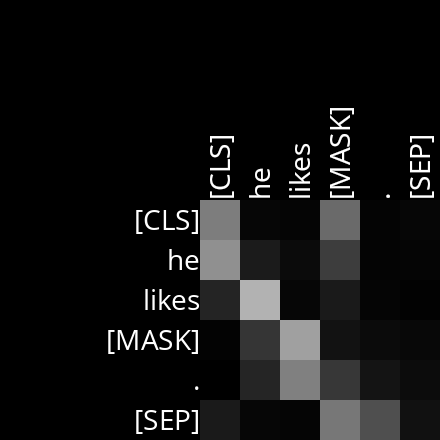 [CLS] he likes [MASK] . [SEP]
[CLS]
he
likes
[MASK]
.
[SEP]